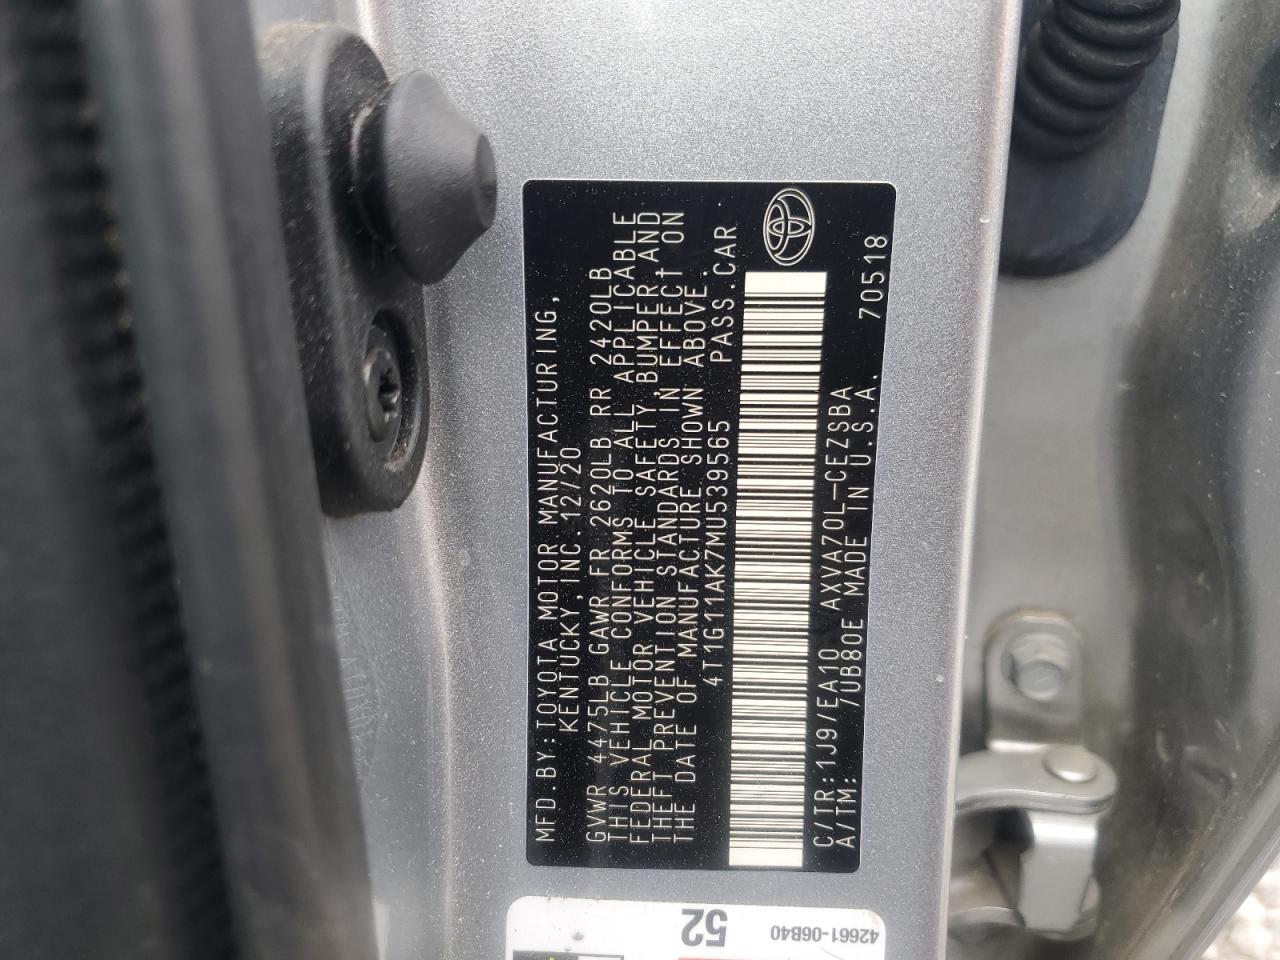 MFD.BY:TOYOTA MOTOR MANUFACTURING,
KENTUCKY,INC.12/20
GVWR 4475LB GAWR FR 2620LB RR 2420LB
THIS VEHICLE CONFORMS TO ALL APPLICABLE
FEDERAL MOTOR VEHICLE SAFETY,BUMPER,AND
THEFT PREVENTION STANDARDS IN EFFECT ON
THE DATE OF MANUFACTURE SHOWN ABOVE.
4T1G11AK7MU539565 PASS.CAR
C/TR:1J9/EA10 AXVA70L-CEZSBA
A/TM: /UB80E MADE IN U.S.A. 70518
52
42661-06B40